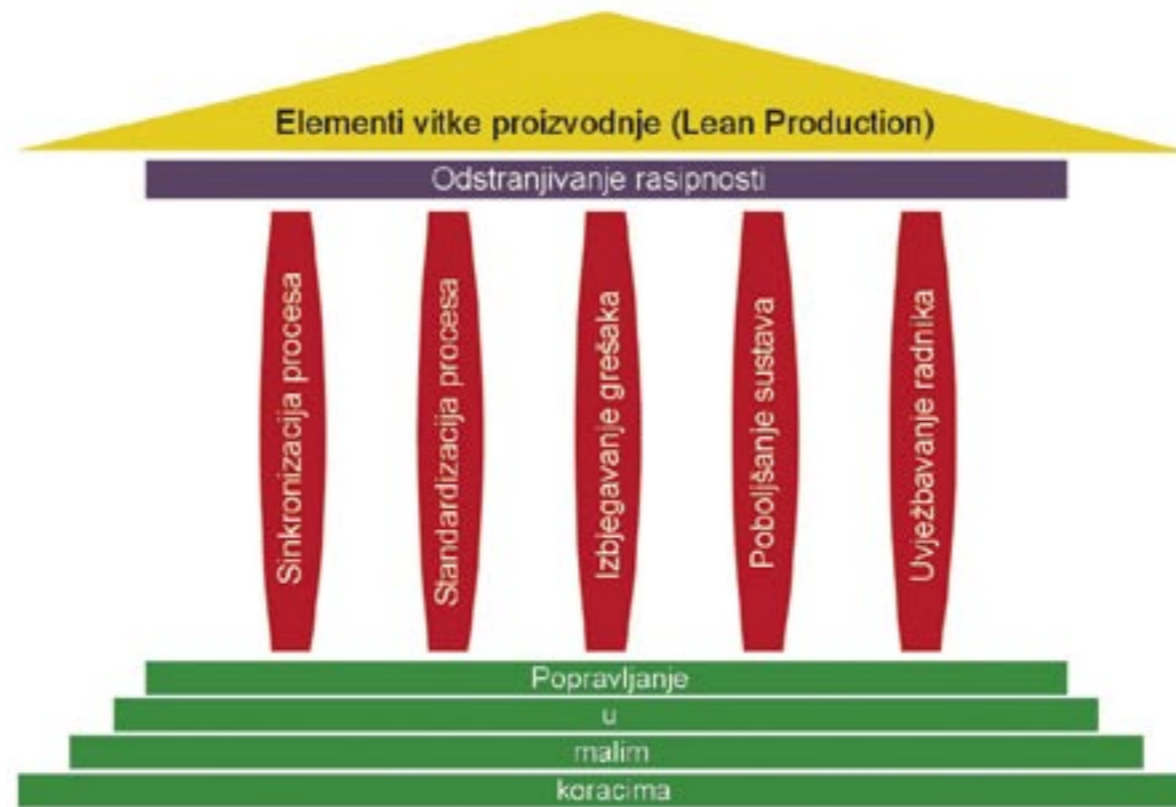 Elementi vitke proizvodnje (Lean Production)
Odstranjivanje rasipnosti
Sinkronizacija procesa
Standardizacija procesa
Izbjegavanje grešaka
Poboljšanje sustava
Uvježbavanje radnika
Popravljanje
u
malim
koracima